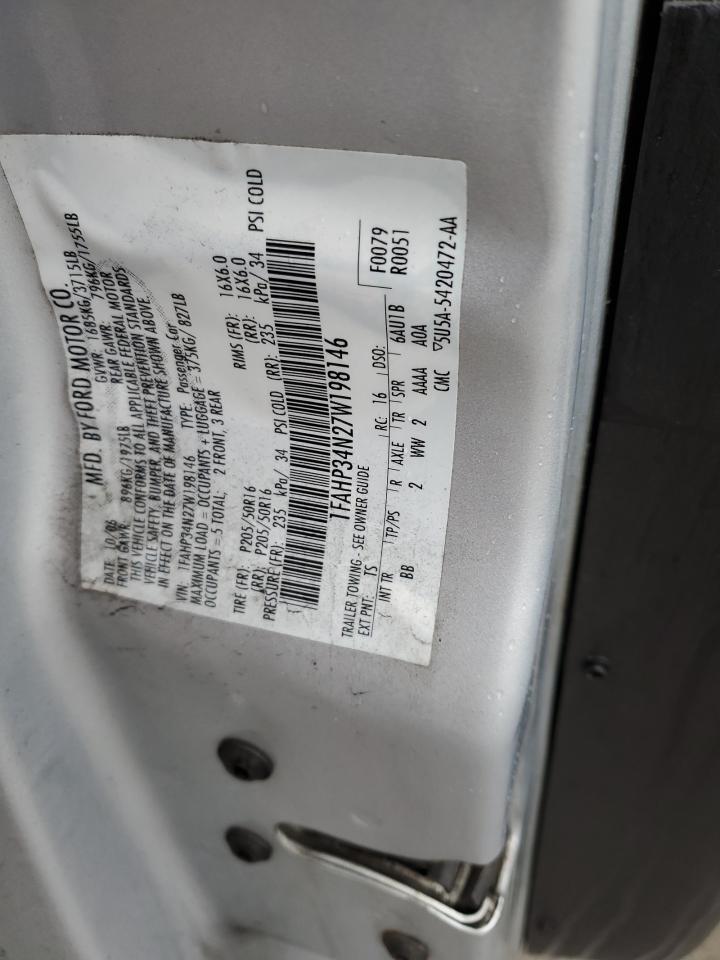 MFD. BY FORD MOTOR CO.
DATE: 10/06 GVWR: 1685KG/3715LB
FRONT GAWR: 896KG/1975LB REAR GAWR: 796KG/1755LB
THIS VEHICLE CONFORMS TO ALL APPLICABLE FEDERAL MOTOR
VEHICLE SAFETY, BUMPER, AND THEFT PREVENTION STANDARDS
IN EFFECT ON THE DATE OF MANUFACTURE SHOWN ABOVE.
VIN: 1FAHP34N27W198146 TYPE: Passenger Car
MAXIMUM LOAD = OCCUPANTS + LUGGAGE = 375KG/ 827LB
OCCUPANTS = 5 TOTAL; 2 FRONT, 3 REAR
TIRE (FR): P205/50R16 RIMS (FR): 16X6.0
(RR): P205/50R16 (RR): 16X6.0
PRESSURE (FR): 235 kPa/ 34 PSI COLD (RR): 235 kPa/ 34 PSI COLD
1FAHP34N27W198146
F0079
R0051
TRAILER TOWING - SEE OWNER GUIDE
EXT PNT: TS RC: 16 DSO:
INT TR TP/PS R AXLE TR SPR 6AU1B
BB 2 WW 2 AAAA A0A
CMC ▽5U5A-5420472-AA